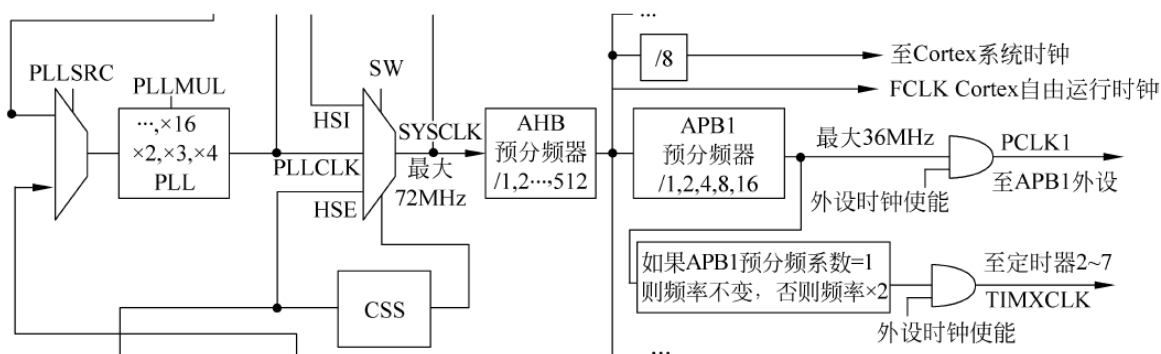 ...
/8
至Cortex系统时钟
FCLK Cortex自由运行时钟
PLLSRC
PLLMUL
···,×16
×2,×3,×4
PLL
SW
HSI
PLLCLK
HSE
SYSCLK
最大
72MHz
AHB
预分频器
/1,2···,512
APB1
预分频器
/1,2,4,8,16
最大36MHz
PCLK1
至APB1外设
外设时钟使能
如果APB1预分频系数=1
则频率不变，否则频率×2
至定时器2~7
TIMXCLK
外设时钟使能
CSS
...